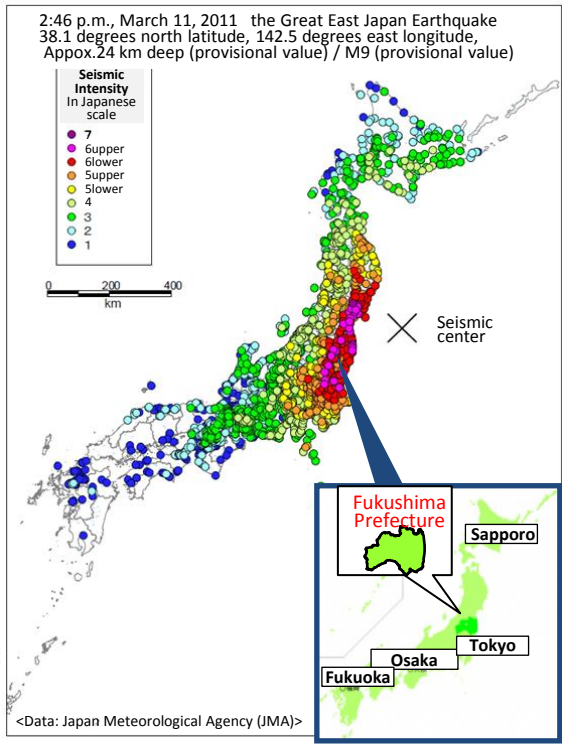 2:46 p.m., March 11, 2011 the Great East Japan Earthquake
38.1 degrees north latitude, 142.5 degrees east longitude,
Appox.24 km deep (provisional value) / M9 (provisional value)
Seismic
Intensity
In Japanese
scale
7
6upper
6lower
5upper
5lower
4
3
2
1
0 200 400
km
Seismic
center
Fukushima
Prefecture
Sapporo
Tokyo
Osaka
Fukuoka
<Data: Japan Meteorological Agency (JMA)>